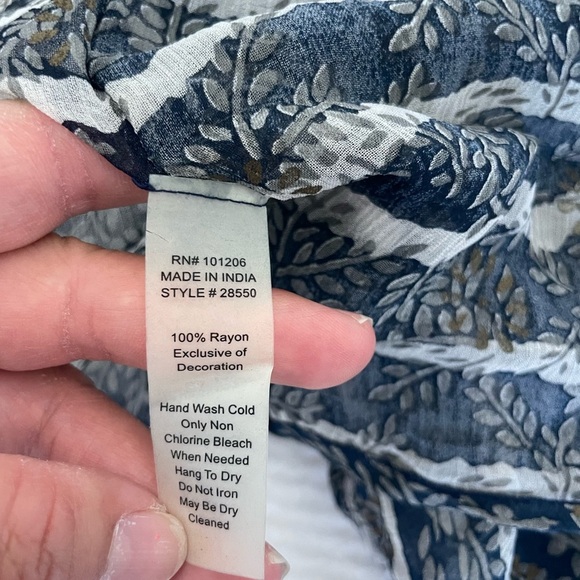 RN# 101206
MADE IN INDIA
STYLE # 28550
100% Rayon
Exclusive of
Decoration
Hand Wash Cold
Only Non
Chlorine Bleach
When Needed
Hang To Dry
Do Not Iron
May Be Dry
Cleaned